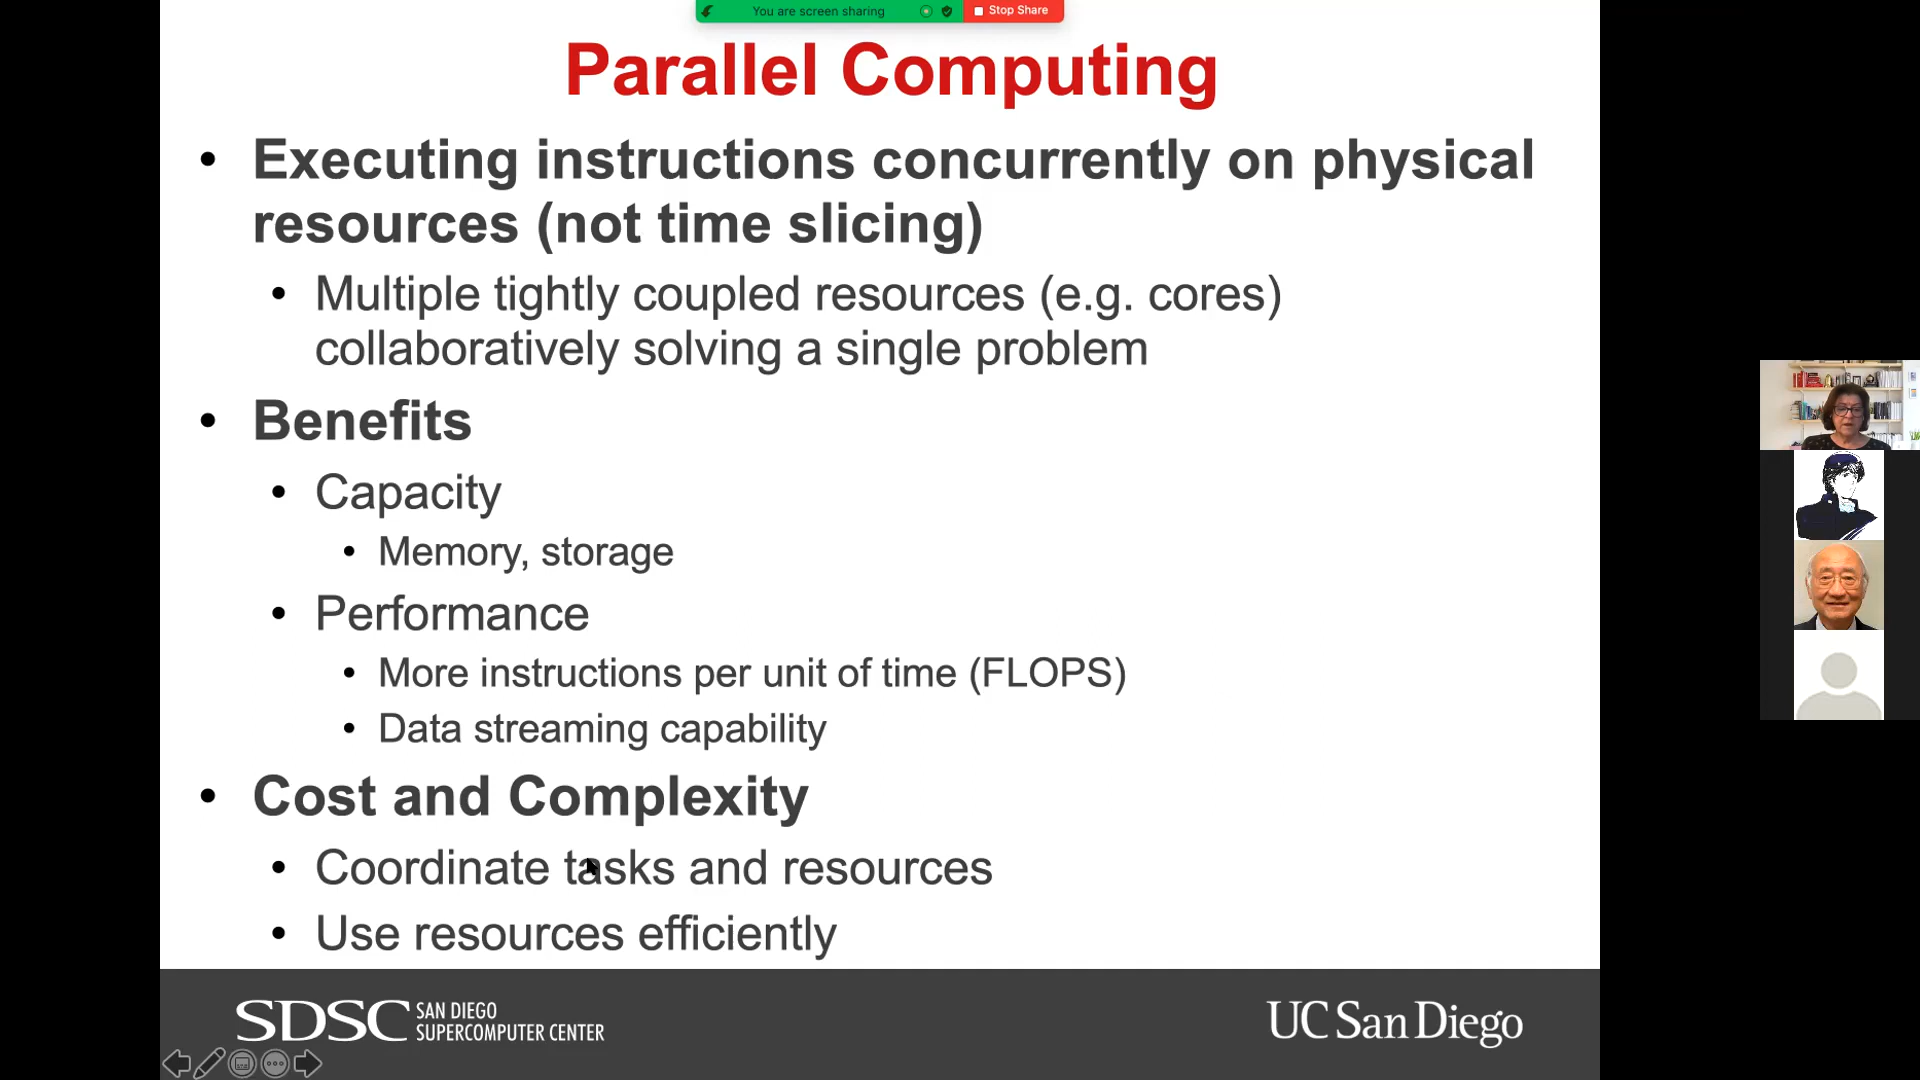 You are screen sharing
Stop Share
Parallel Computing
• Executing instructions concurrently on physical
resources (not time slicing)
• Multiple tightly coupled resources (e.g. cores)
collaboratively solving a single problem
• Benefits
• Capacity
• Memory, storage
• Performance
• More instructions per unit of time (FLOPS)
• Data streaming capability
• Cost and Complexity
• Coordinate tasks and resources
• Use resources efficiently
SDSC SAN DIEGO
SUPERCOMPUTER CENTER
UC San Diego